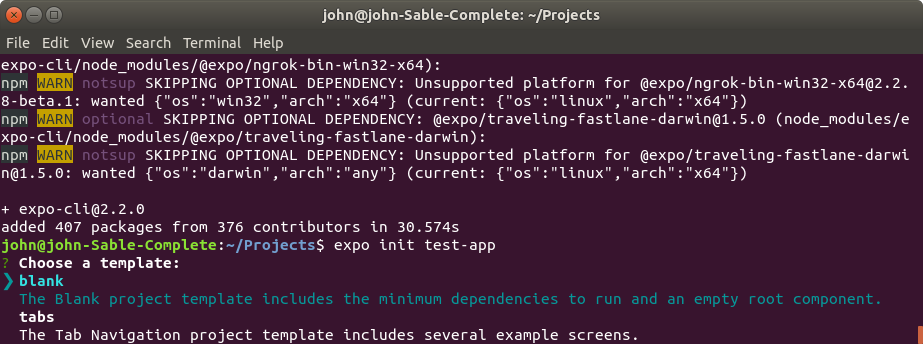 john@john-Sable-Complete: ~/Projects
File Edit View Search Terminal Help
expo-cli/node_modules/@expo/ngrok-bin-win32-x64):
npm WARN notsup SKIPPING OPTIONAL DEPENDENCY: Unsupported platform for @expo/ngrok-bin-win32-x64@2.2.
8-beta.1: wanted {"os":"win32","arch":"x64"} (current: {"os":"linux","arch":"x64"})
npm WARN optional SKIPPING OPTIONAL DEPENDENCY: @expo/traveling-fastlane-darwin@1.5.0 (node_modules/e
xpo-cli/node_modules/@expo/traveling-fastlane-darwin):
npm WARN notsup SKIPPING OPTIONAL DEPENDENCY: Unsupported platform for @expo/traveling-fastlane-darwi
n@1.5.0: wanted {"os":"darwin","arch":"any"} (current: {"os":"linux","arch":"x64"})
+ expo-cli@2.2.0
added 407 packages from 376 contributors in 30.574s
john@john-Sable-Complete:~/Projects$ expo init test-app
? Choose a template:
❯ blank
The Blank project template includes the minimum dependencies to run and an empty root component.
tabs
The Tab Navigation project template includes several example screens.